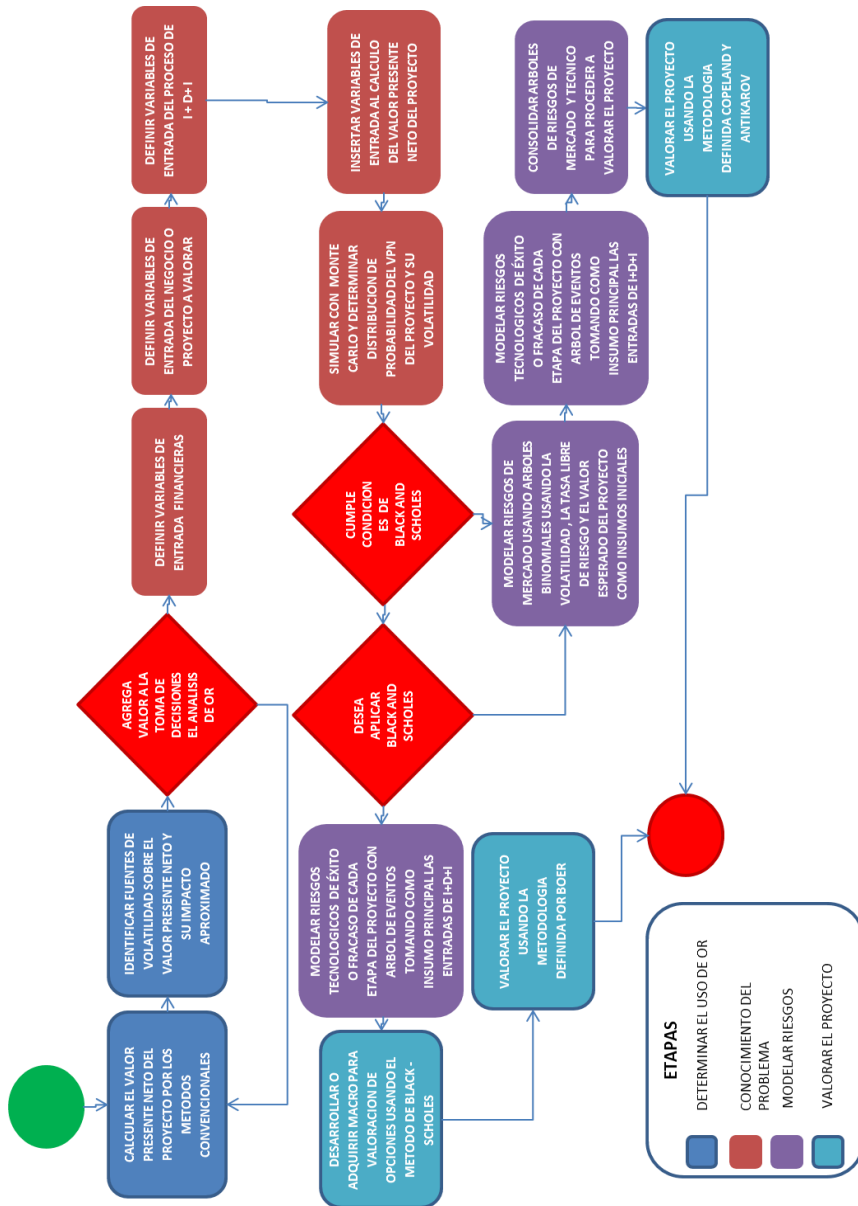 CALCULAR EL VALOR
PRESENTE NETO DEL
PROYECTO POR LOS
METODOS
CONVENCIONALES
IDENTIFICAR FUENTES DE
VOLATILIDAD SOBRE EL
VALOR PRESENTE NETO Y
SU IMPACTO
APROXIMADO
AGREGA
VALOR A LA
TOMA DE
DECISIONES
EL ANALISIS
DE OR
DEFINIR VARIABLES DE
ENTRADA FINANCIERAS
DEFINIR VARIABLES DE
ENTRADA DEL NEGOCIO O
PROYECTO A VALORAR
DEFINIR VARIABLES DE
ENTRADA DEL PROCESO DE
I + D+ I
INSERTAR VARIABLES DE
ENTRADA AL CALCULO
DEL VALOR PRESENTE
NETO DEL PROYECTO
SIMULAR CON MONTE
CARLO Y DETERMINAR
DISTRIBUCION DE
PROBABILIDAD DEL VPN
DEL PROYECTO Y SU
VOLATILIDAD
CUMPLE
CONDICION
ES DE
BLACK AND
SCHOLES
DESEA
APLICAR
BLACK AND
SCHOLES
MODELAR RIESGOS
TECNOLOGICOS DE ÉXITO
O FRACASO DE CADA
ETAPA DEL PROYECTO CON
ARBOL DE EVENTOS
TOMANDO COMO
INSUMO PRINCIPAL LAS
ENTRADAS DE I+D+I
DESARROLLAR O
ADQUIRIR MACRO PARA
VALORACION DE
OPCIONES USANDO EL
METODO DE BLACK -
SCHOLES
VALORAR EL PROYECTO
USANDO LA
METODOLOGIA
DEFINIDA POR BOER
MODELAR RIESGOS DE
MERCADO USANDO ARBOLES
BINOMIALES USANDO LA
VOLATILIDAD , LA TASA LIBRE
DE RIESGO Y EL VALOR
ESPERADO DEL PROYECTO
COMO INSUMOS INICIALES
MODELAR RIESGOS
TECNOLOGICOS DE ÉXITO
O FRACASO DE CADA
ETAPA DEL PROYECTO CON
ARBOL DE EVENTOS
TOMANDO COMO
INSUMO PRINCIPAL LAS
ENTRADAS DE I+D+I
CONSOLIDAR ARBOLES
DE RIESGOS DE
MERCADO Y TECNICO
PARA PROCEDER A
VALORAR EL PROYECTO
VALORAR EL PROYECTO
USANDO LA
METODOLOGIA
DEFINIDA COPELAND Y
ANTIKAROV
ETAPAS
DETERMINAR EL USO DE OR
CONOCIMIENTO DEL
PROBLEMA
MODELAR RIESGOS
VALORAR EL PROYECTO